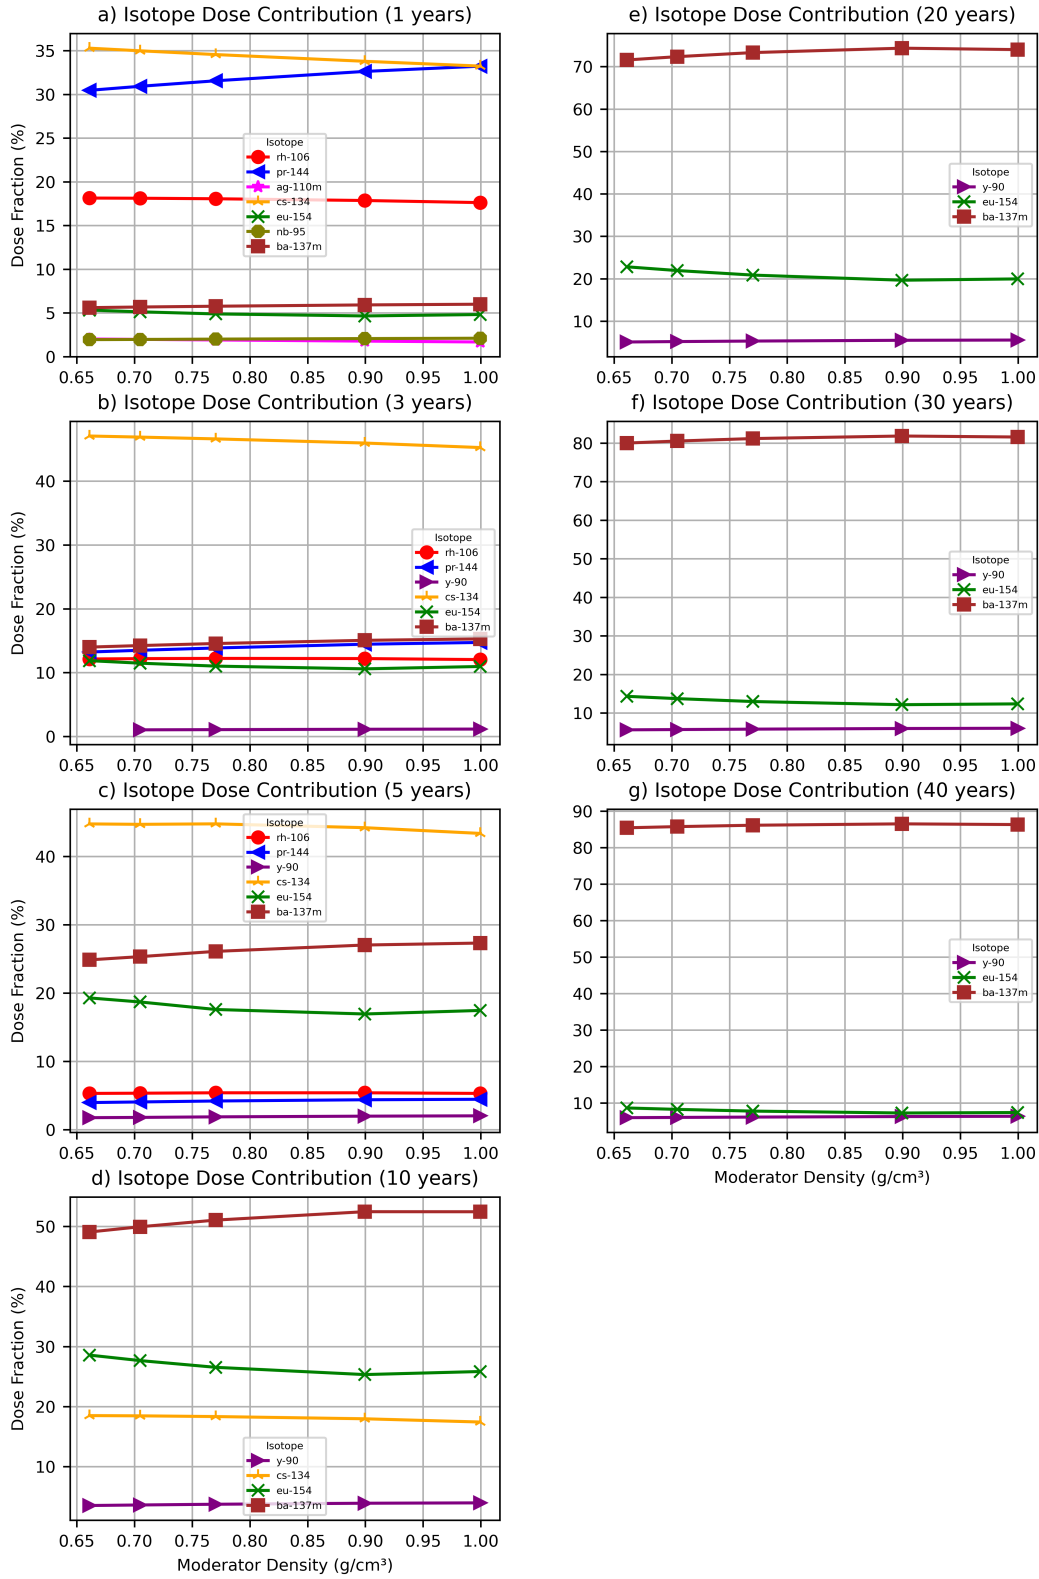 a) Isotope Dose Contribution (1 years)
Dose Fraction (%)
35
30
25
20
15
10
5
0
Isotope
rh-106
pr-144
ag-110m
cs-134
eu-154
nb-95
ba-137m
0.65 0.70 0.75 0.80 0.85 0.90 0.95 1.00
b) Isotope Dose Contribution (3 years)
Dose Fraction (%)
40
30
20
10
0
Isotope
rh-106
pr-144
y-90
cs-134
eu-154
ba-137m
0.65 0.70 0.75 0.80 0.85 0.90 0.95 1.00
c) Isotope Dose Contribution (5 years)
Dose Fraction (%)
40
30
20
10
0
Isotope
rh-106
pr-144
y-90
cs-134
eu-154
ba-137m
0.65 0.70 0.75 0.80 0.85 0.90 0.95 1.00
d) Isotope Dose Contribution (10 years)
Dose Fraction (%)
50
40
30
20
10
Isotope
y-90
cs-134
eu-154
ba-137m
0.65 0.70 0.75 0.80 0.85 0.90 0.95 1.00
Moderator Density (g/cm³)
e) Isotope Dose Contribution (20 years)
70
60
50
40
30
20
10
Isotope
y-90
eu-154
ba-137m
0.65 0.70 0.75 0.80 0.85 0.90 0.95 1.00
f) Isotope Dose Contribution (30 years)
80
70
60
50
40
30
20
10
Isotope
y-90
eu-154
ba-137m
0.65 0.70 0.75 0.80 0.85 0.90 0.95 1.00
g) Isotope Dose Contribution (40 years)
90
80
70
60
50
40
30
20
10
Isotope
y-90
eu-154
ba-137m
0.65 0.70 0.75 0.80 0.85 0.90 0.95 1.00
Moderator Density (g/cm³)